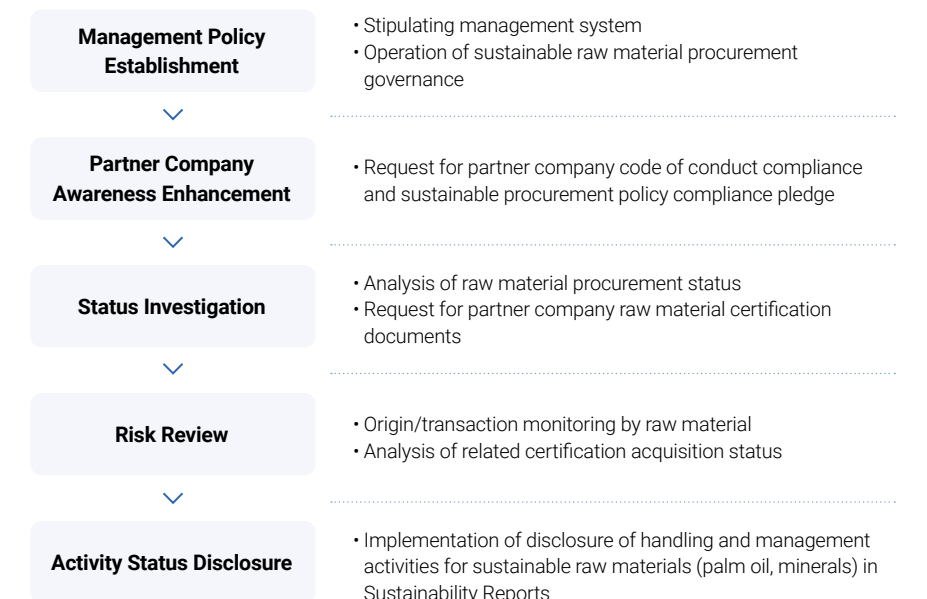 Management Policy
Establishment
• Stipulating management system
• Operation of sustainable raw material procurement
governance
Partner Company
Awareness Enhancement
• Request for partner company code of conduct compliance
and sustainable procurement policy compliance pledge
Status Investigation
• Analysis of raw material procurement status
• Request for partner company raw material certification
documents
Risk Review
• Origin/transaction monitoring by raw material
• Analysis of related certification acquisition status
Activity Status Disclosure
• Implementation of disclosure of handling and management
activities for sustainable raw materials (palm oil, minerals) in
Sustainability Reports